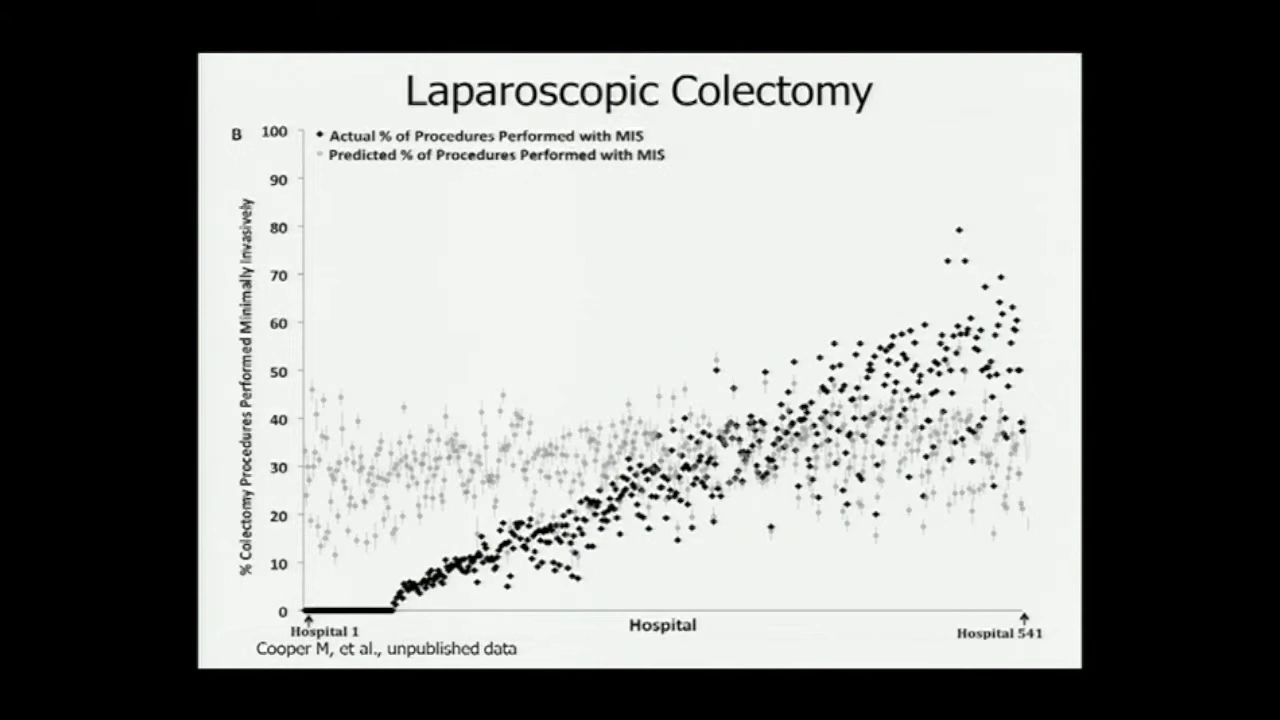 Laparoscopic Colectomy
B
Actual % of Procedures Performed with MIS
Predicted % of Procedures Performed with MIS
% Colectomy Procedures Performed Minimally Invasively
100
90
80
70
60
50
40
30
20
10
0
Hospital 1
Hospital
Hospital 541
Cooper M, et al., unpublished data